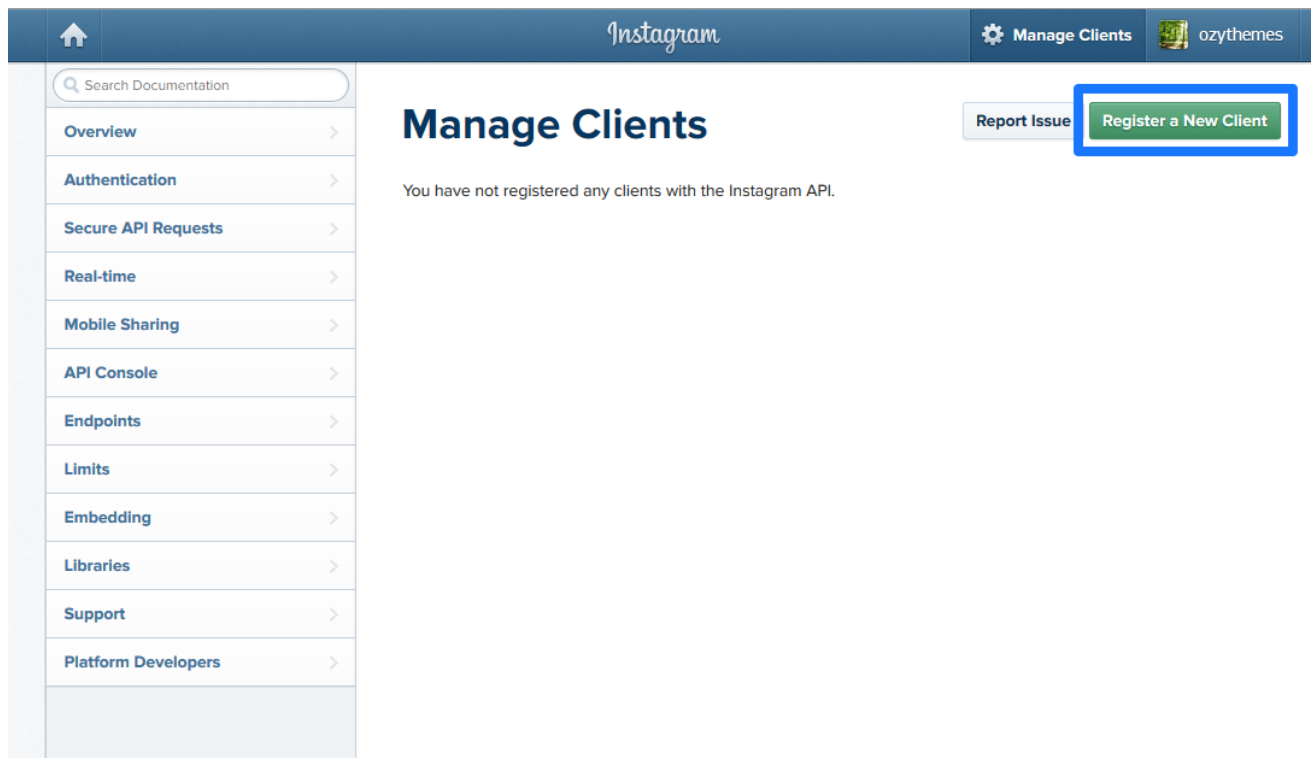 Instagram
Manage Clients
ozythemes
Search Documentation
Overview
Authentication
Secure API Requests
Real-time
Mobile Sharing
API Console
Endpoints
Limits
Embedding
Libraries
Support
Platform Developers
Manage Clients
Report Issue
Register a New Client
You have not registered any clients with the Instagram API.